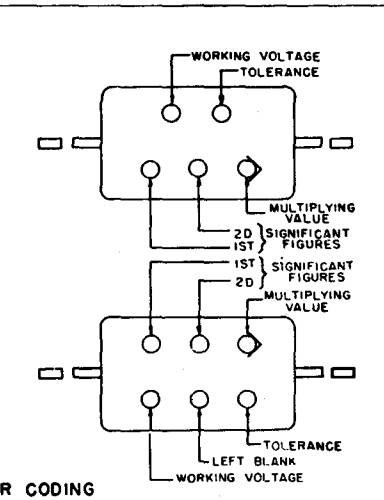 WORKING VOLTAGE
TOLERANCE
MULTIPLYING
VALUE
2D
1ST
SIGNIFICANT
FIGURES
1ST
2D
SIGNIFICANT
FIGURES
MULTIPLYING
VALUE
TOLERANCE
LEFT BLANK
WORKING VOLTAGE
R CODING